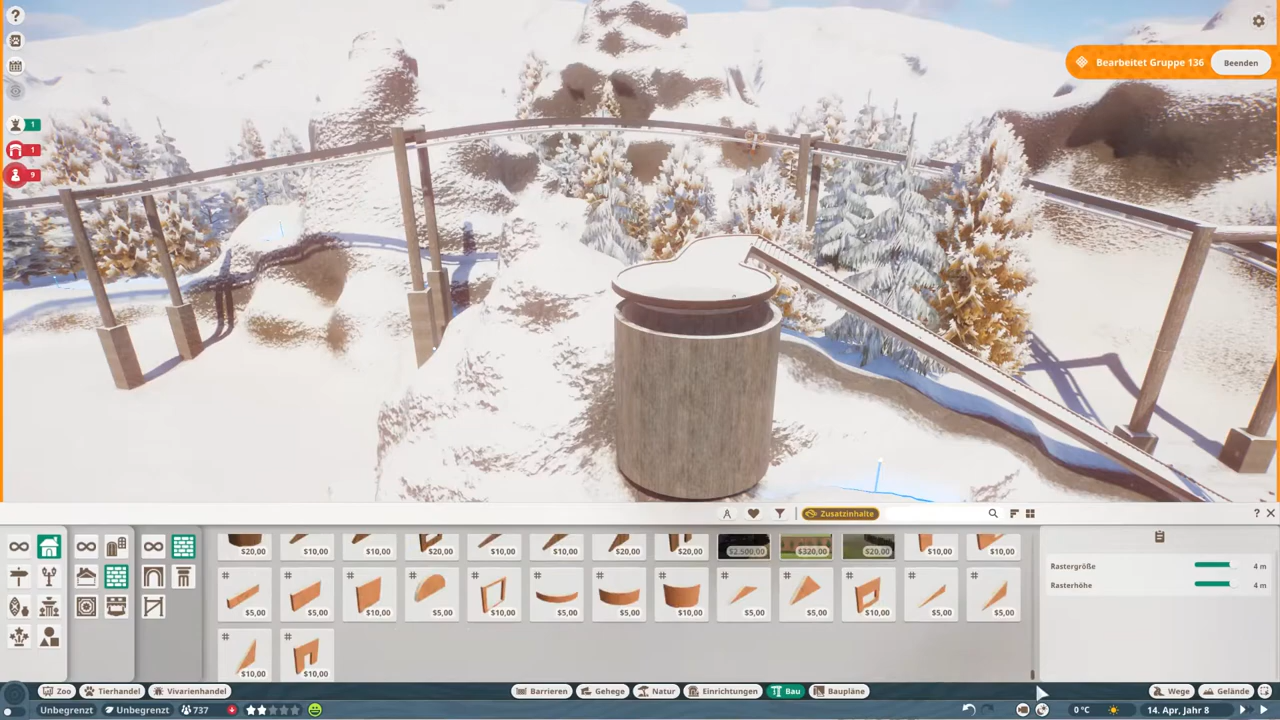 ?
Bearbeitet Gruppe 136
Beenden
1
1
9
Zusatzinhalte
? ×
$20,00 $10,00 $10,00 $20,00 $10,00 $10,00 $20,00 $20,00 $2.500,00 $320,00 $20,00 $10,00 $10,00
$5,00 $5,00 $10,00 $5,00 $10,00 $5,00 $5,00 $10,00 $5,00 $5,00 $10,00 $5,00 $5,00
$10,00 $10,00
Rastergröße 4 m
Rasterhöhe 4 m
Zoo Tierhandel Vivarienhandel Barrieren Gehege Natur Einrichtungen Bau Baupläne Wege Gelände
Unbegrenzt Unbegrenzt 737 0 °C 14. Apr, Jahr 8